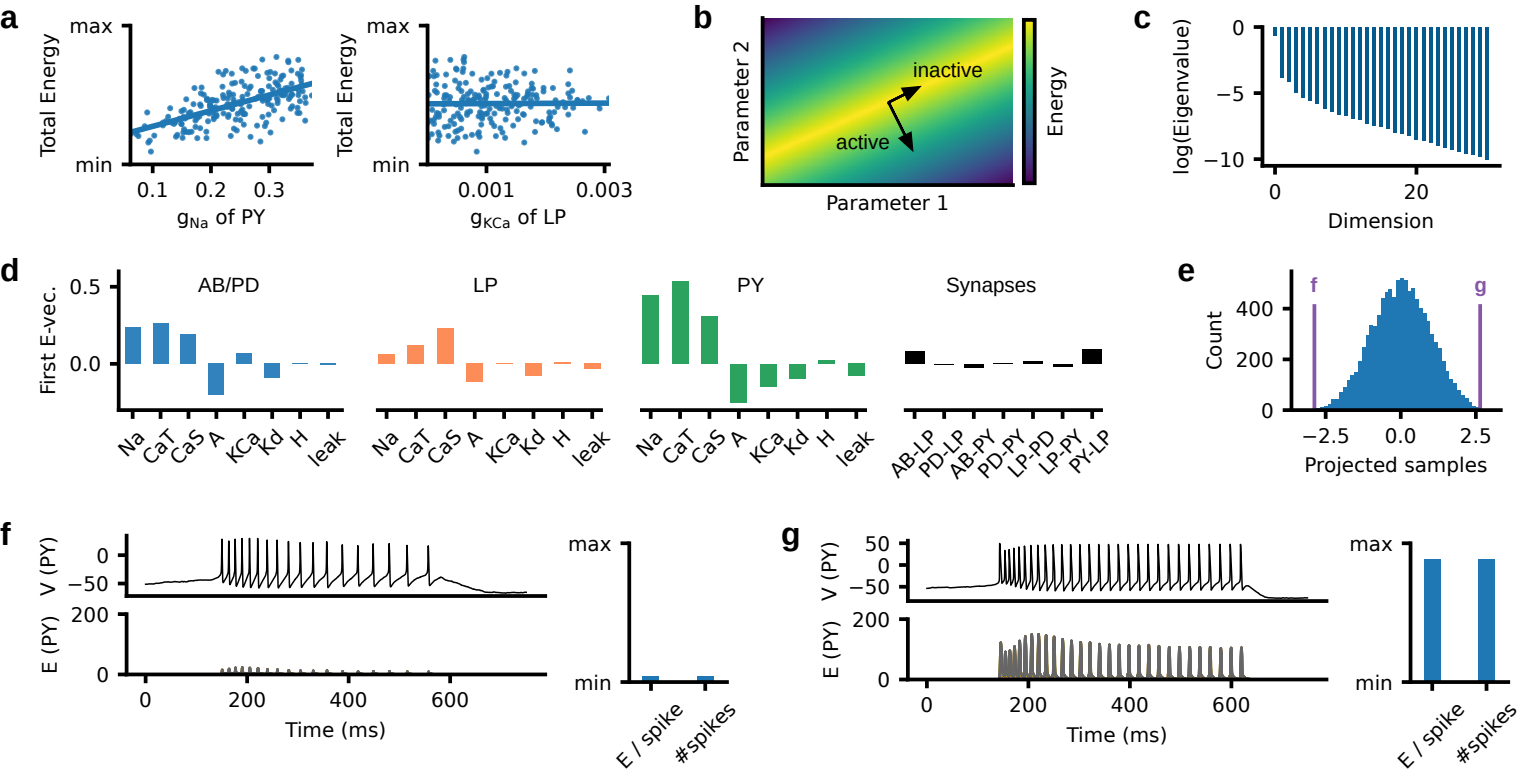 a
max
min
Total Energy
0.1 0.2 0.3
gNa of PY
max
min
Total Energy
0.001 0.003
gKCa of LP
b
Parameter 2
inactive
active
Parameter 1
Energy
c
log(Eigenvalue)
0
−5
−10
0 20
Dimension
d
First E-vec.
0.5
0.0
AB/PD
Na CaT CaS A KCa Kd H leak
LP
Na CaT CaS A KCa Kd H leak
PY
Na CaT CaS A KCa Kd H leak
Synapses
AB-LP PD-LP AB-PY PD-PY LP-PD LP-PY PY-LP
e
f g
Count
400
200
0
−2.5 0.0 2.5
Projected samples
f
V (PY)
0
−50
E (PY)
200
0
0 200 400 600
Time (ms)
max
min
E / spike #spikes
g
V (PY)
50
0
−50
E (PY)
200
0
0 200 400 600
Time (ms)
max
min
E / spike #spikes